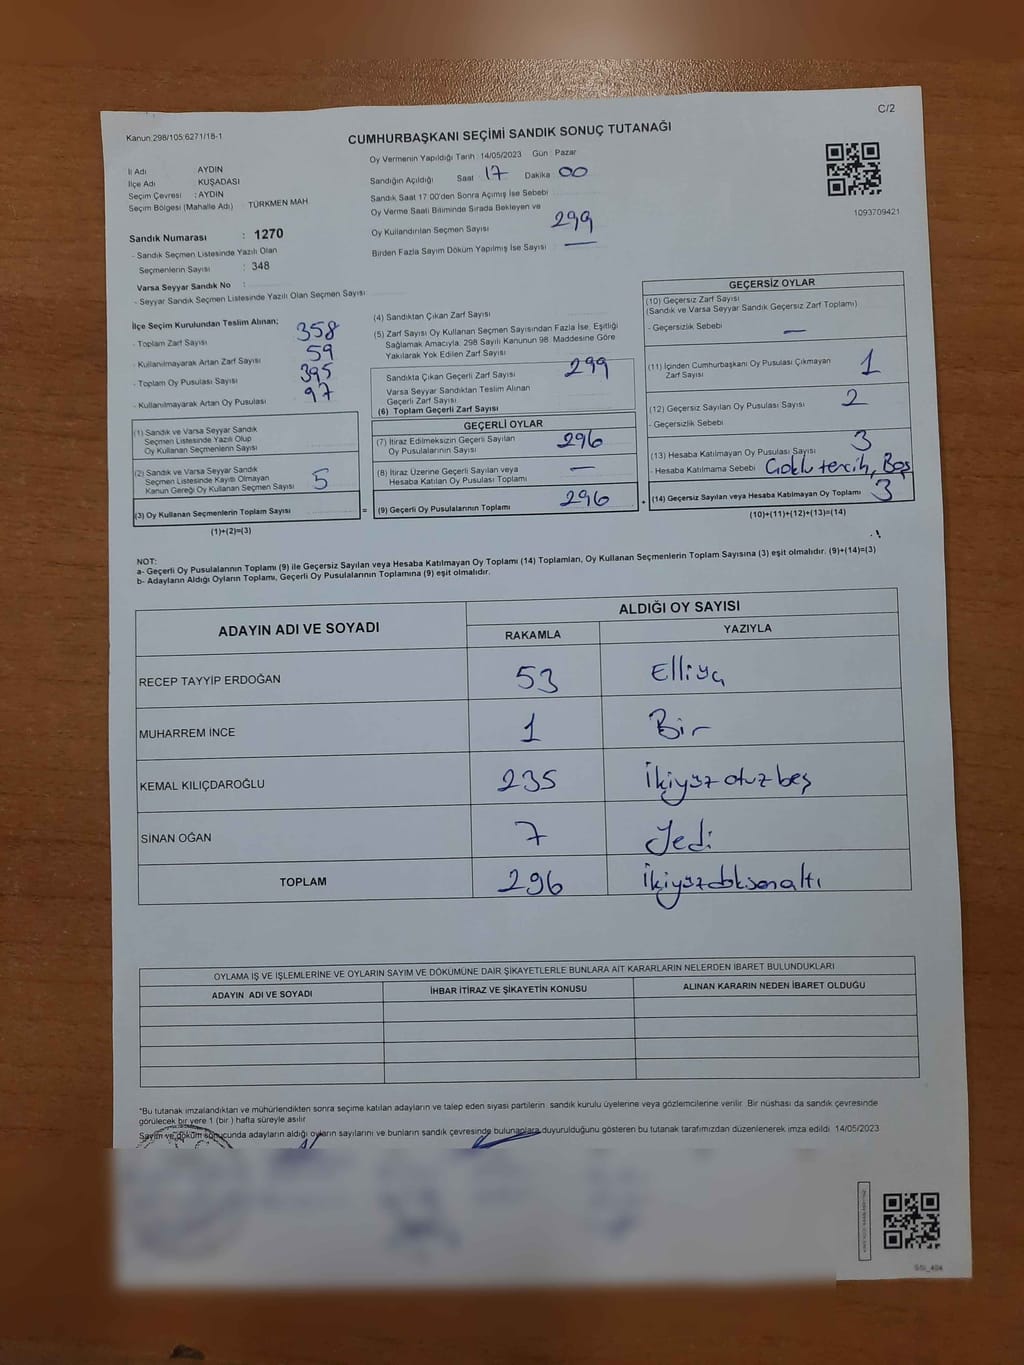 C/2
Kanun 298/105 6271/18-1
CUMHURBAŞKANI SEÇİMİ SANDIK SONUÇ TUTANAĞI
İl Adı AYDIN
İlçe Adı KUŞADASI
Seçim Çevresi : AYDIN
Seçim Bölgesi (Mahalle Adı) : TÜRKMEN MAH
Sandık Numarası : 1270
- Sandık Seçmen Listesinde Yazılı Olan
Seçmenlerin Sayısı : 348
Varsa Seyyar Sandık No :
- Seyyar Sandık Seçmen Listesinde Yazılı Olan Seçmen Sayısı
Oy Vermenin Yapıldığı Tarih 14/05/2023 Gün Pazar
Sandığın Açıldığı Saat 17 Dakika 00
Sandık Saat 17 00'den Sonra Açımış İse Sebebi
Oy Verme Saati Bitiminde Sırada Bekleyen ve
Oy Kullandırılan Seçmen Sayısı 299
Birden Fazla Sayım Döküm Yapılmış İse Sayısı —
1093709421
İlçe Seçim Kurulundan Teslim Alınan;
- Toplam Zarf Sayısı 358
- Kullanılmayarak Artan Zarf Sayısı 59
- Toplam Oy Pusulası Sayısı 395
- Kullanılmayarak Artan Oy Pusulası 97
(1) Sandık ve Varsa Seyyar Sandık
Seçmen Listesinde Yazılı Olup
Oy Kullanan Seçmenlerin Sayısı
(2) Sandık ve Varsa Seyyar Sandık
Seçmen Listesinde Kayıtlı Olmayan
Kanun Gereği Oy Kullanan Seçmen Sayısı 5
(3) Oy Kullanan Seçmenlerin Toplam Sayısı
(1)+(2)=(3)
(4) Sandıktan Çıkan Zarf Sayısı
(5) Zarf Sayısı Oy Kullanan Seçmen Sayısından Fazla İse, Eşitliği
Sağlamak Amacıyla, 298 Sayılı Kanunun 98. Maddesine Göre
Yakılarak Yok Edilen Zarf Sayısı
Sandıkta Çıkan Geçerli Zarf Sayısı 299
Varsa Seyyar Sandıktan Teslim Alınan
Geçerli Zarf Sayısı
(6) Toplam Geçerli Zarf Sayısı
GEÇERLİ OYLAR
(7) İtiraz Edilmeksizin Geçerli Sayılan
Oy Pusulalarının Sayısı 296
(8) İtiraz Üzerine Geçerli Sayılan veya
Hesaba Katılan Oy Pusulası Toplamı —
= (9) Geçerli Oy Pusulalarının Toplamı 296 +
GEÇERSİZ OYLAR
(10) Geçersiz Zarf Sayısı
(Sandık ve Varsa Seyyar Sandık Geçersiz Zarf Toplamı)
- Geçersizlik Sebebi —
(11) İçinden Cumhurbaşkanı Oy Pusulası Çıkmayan
Zarf Sayısı 1
(12) Geçersiz Sayılan Oy Pusulası Sayısı 2
- Geçersizlik Sebebi
(13) Hesaba Katılmayan Oy Pusulası Sayısı 3
- Hesaba Katılmama Sebebi Çoklu tercih, Boş
(14) Geçersiz Sayılan veya Hesaba Katılmayan Oy Toplamı 3
(10)+(11)+(12)+(13)=(14)
NOT:
a- Geçerli Oy Pusulalarının Toplamı (9) ile Geçersiz Sayılan veya Hesaba Katılmayan Oy Toplamı (14) Toplamları, Oy Kullanan Seçmenlerin Toplam Sayısına (3) eşit olmalıdır. (9)+(14)=(3)
b- Adayların Aldığı Oyların Toplamı, Geçerli Oy Pusulalarının Toplamına (9) eşit olmalıdır.
ADAYIN ADI VE SOYADI ALDIĞI OY SAYISI
RAKAMLA YAZIYLA
RECEP TAYYİP ERDOĞAN 53
MUHARREM İNCE 1 Bir
KEMAL KILIÇDAROĞLU 235 İkiyüz otuz beş
SİNAN OĞAN 7 Yedi
TOPLAM 296 İkiyüzdoksanaltı
OYLAMA İŞ VE İŞLEMLERİNE VE OYLARIN SAYIM VE DÖKÜMÜNE DAİR ŞİKAYETLERLE BUNLARA AİT KARARLARIN NELERDEN İBARET BULUNDUKLARI
ADAYIN ADI VE SOYADI İHBAR İTİRAZ VE ŞİKAYETİN KONUSU ALINAN KARARIN NEDEN İBARET OLDUĞU
*Bu tutanak imzalandıktan ve mühürlendikten sonra seçime katılan adayların ve talep eden siyasi partilerin sandık kurulu üyelerine veya gözlemcilerine verilir. Bir nüshası da sandık çevresinde
görülecek bir yere 1 (bir) hafta süreyle asılır
Sayım ve döküm sonucunda adayların aldığı oyların sayılarını ve bunların sandık çevresinde bulunanlara duyurulduğunu gösteren bu tutanak tarafımızdan düzenlenerek imza edildi 14/05/2023